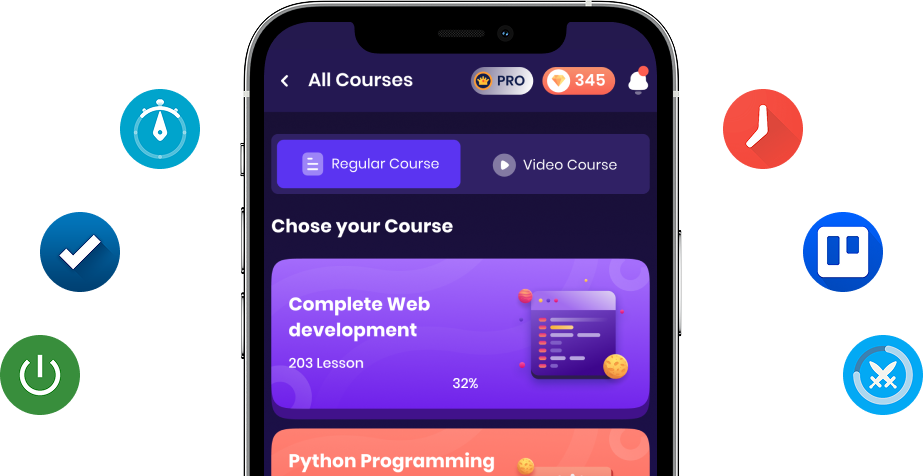 All Courses
PRO
345
Regular Course
Video Course
Chose your Course
Complete Web
development
203 Lesson
32%
Python Programming